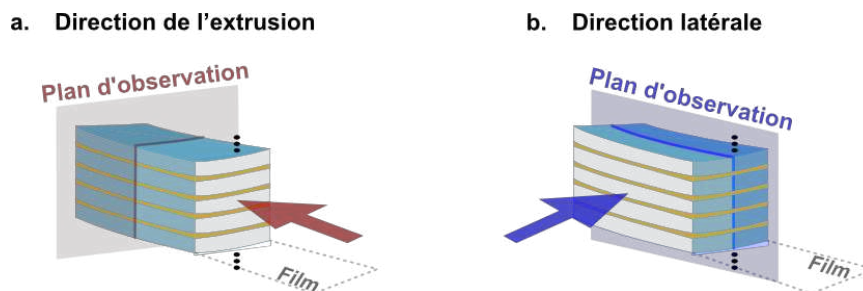 a. Direction de l’extrusion
b. Direction latérale
Plan d'observation
Plan d'observation
Film
Film